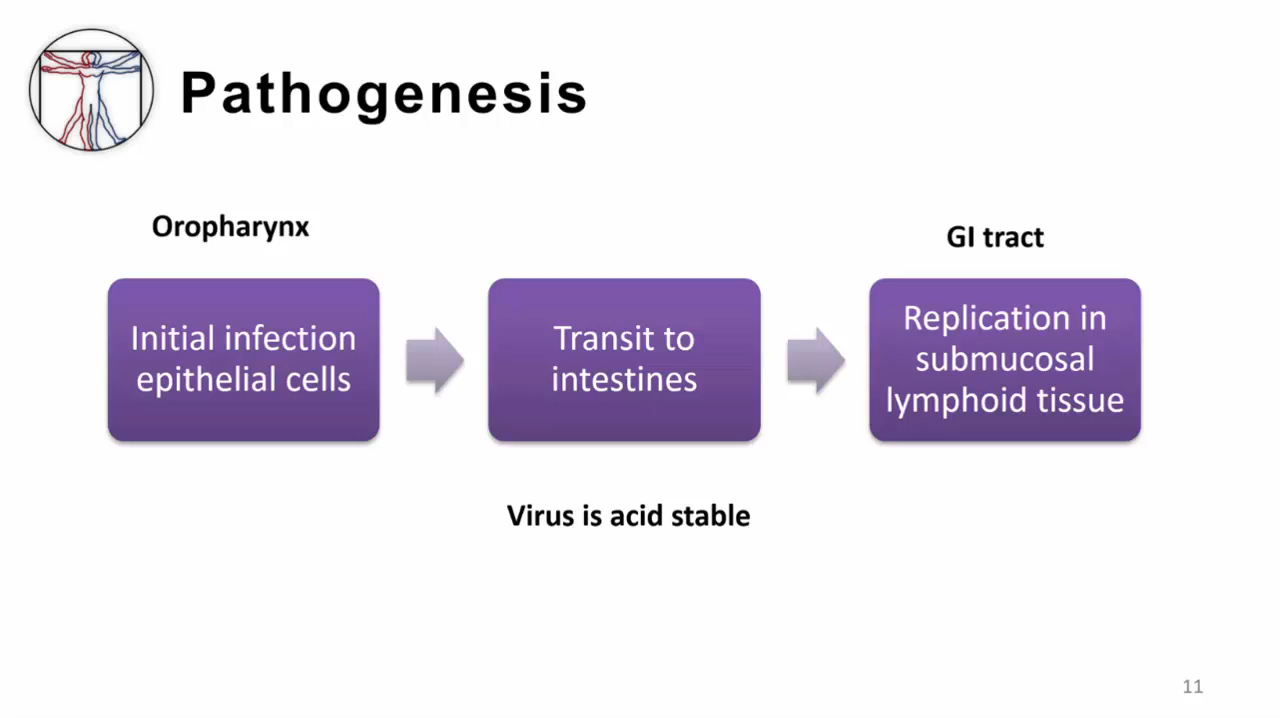 Pathogenesis
Oropharynx
GI tract
Initial infection
epithelial cells
Transit to
intestines
Replication in
submucosal
lymphoid tissue
Virus is acid stable
11